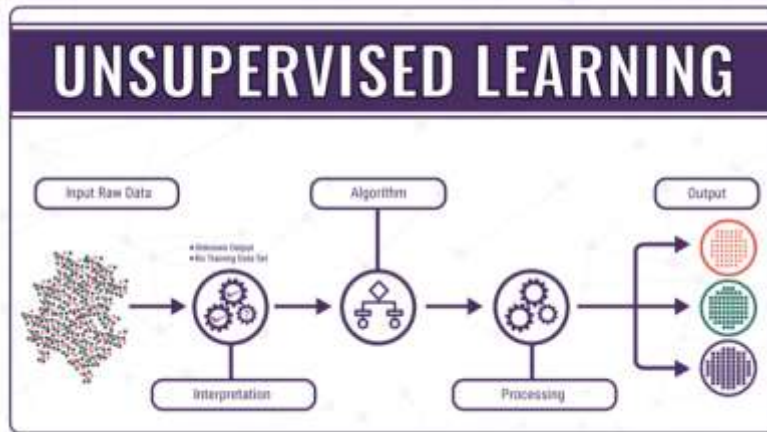 UNSUPERVISED LEARNING
Input Raw Data
Algorithm
Output
• Unknown Output
• No Training Data Set
Interpretation
Processing